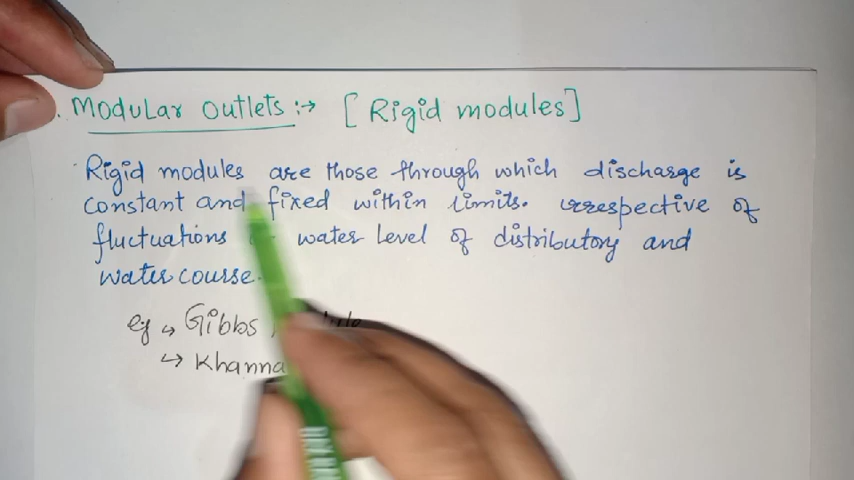 Modular outlets :→ [Rigid modules]
Rigid modules are those through which discharge is
constant and fixed within limits. irrespective of
fluctuations water level of distributory and
water course.
eg → Gibbs
→ Khanna